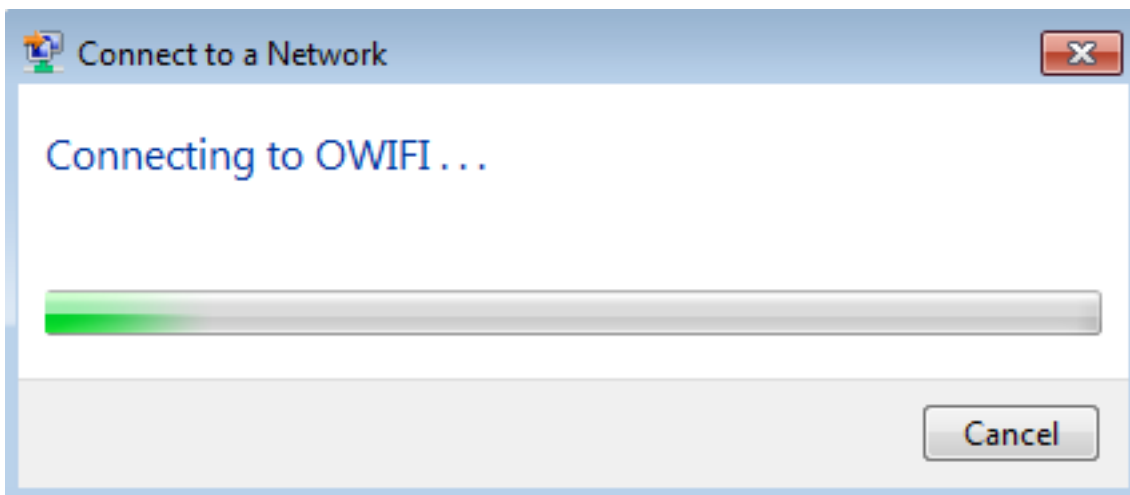 Connect to a Network
Connecting to OWIFI . . .
Cancel